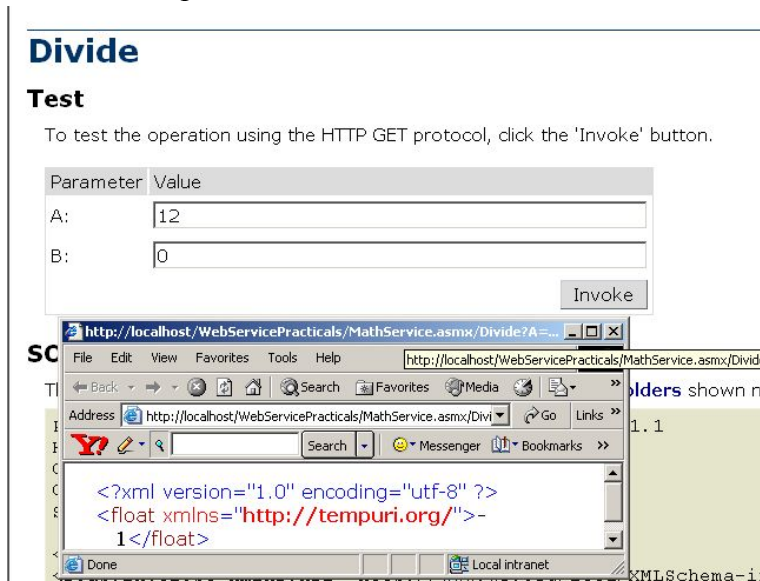 Divide
Test
To test the operation using the HTTP GET protocol, click the 'Invoke' button.
Parameter Value
A: 12
B: 0
Invoke
http://localhost/WebServicePracticals/MathService.asmx/Divide?A=...
SO
File Edit View Favorites Tools Help
http://localhost/WebServicePracticals/MathService.asmx/Divid
Back Search Favorites Media »
olders shown n
Address http://localhost/WebServicePracticals/MathService.asmx/Divi Go Links »
1.1
Y! Search Messenger Bookmarks »
<?xml version="1.0" encoding="utf-8" ?>
<float xmlns="http://tempuri.org/">-
1</float>
Done Local intranet
XMLSchema-i